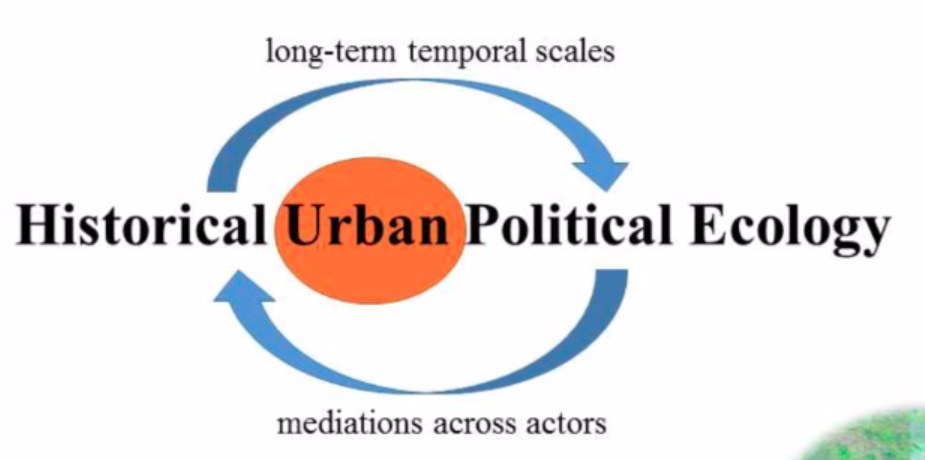 long-term temporal scales
Historical Urban Political Ecology
mediations across actors